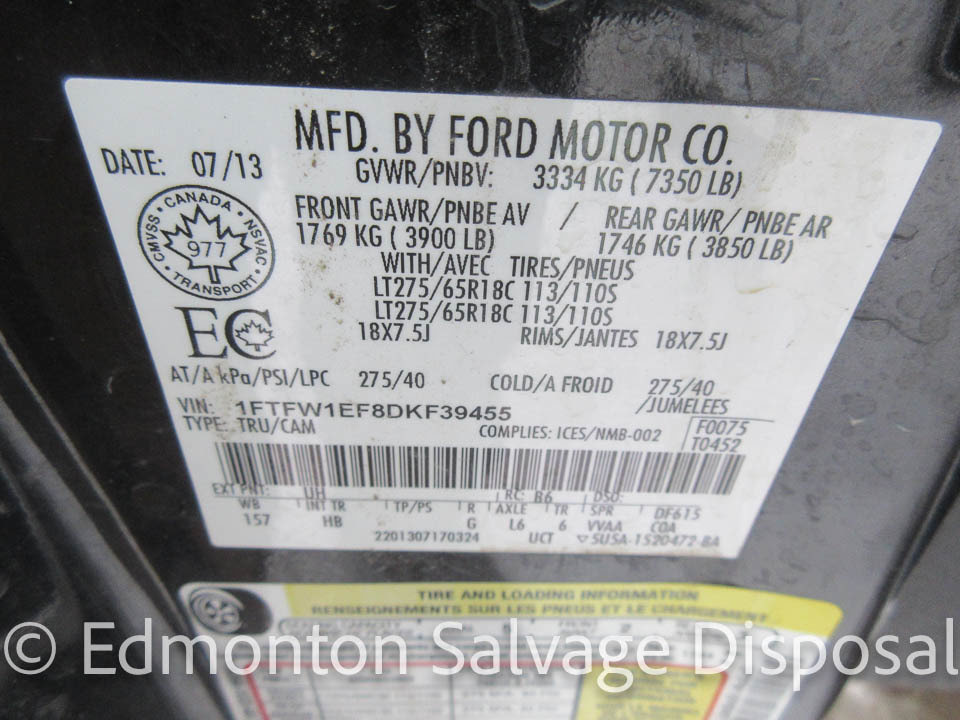 MFD. BY FORD MOTOR CO.
DATE: 07/13
GVWR/PNBV: 3334 KG ( 7350 LB)
FRONT GAWR/PNBE AV / REAR GAWR/ PNBE AR
1769 KG ( 3900 LB) 1746 KG ( 3850 LB)
WITH/AVEC TIRES/PNEUS
LT275/65R18C 113/110S
LT275/65R18C 113/110S
18X7.5J RIMS/JANTES 18X7.5J
CANADA
CMVSS
NSVAC
977
TRANSPORT
EC
AT/A kPa/PSI/LPC 275/40 COLD/A FROID 275/40
VIN: 1FTFW1EF8DKF39455 /JUMELEES
TYPE: TRU/CAM COMPLIES: ICES/NMB-002 F0075
T0452
EXT PNT: UH RC: B6 DSO:
WB INT TR TP/PS R AXLE TR SPR DF615
157 HB G L6 6 VVAA COA
2201307170324 UCT ▽5U5A-1520472-BA
TIRE AND LOADING INFORMATION
RENSEIGNEMENTS SUR LES PNEUS ET LE CHARGEMENT
© Edmonton Salvage Disposal